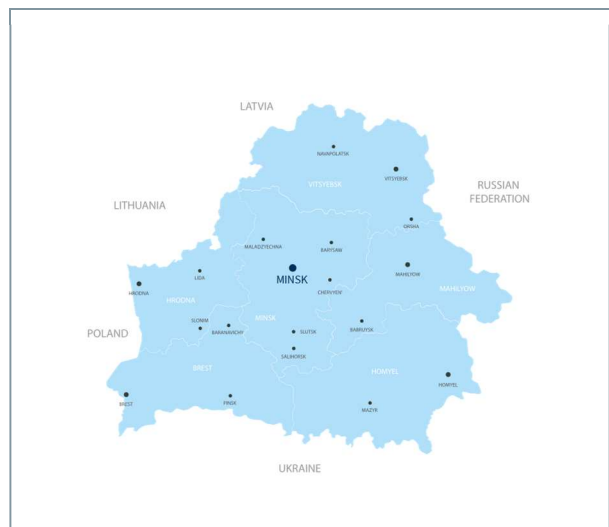 LATVIA
NAVAPOLATSK
VITSYEBSK
VITSYEBSK
RUSSIAN
FEDERATION
LITHUANIA
ORSHA
MALADZYECHNA
BARYSAW
LIDA
MINSK
MAHILYOW
CHERVYEN
HRODNA
HRODNA
MAHILYOW
SLONIM
BARANAVICHY
MINSK
SLUTSK
BABRUYSK
POLAND
SALIHORSK
BREST
HOMYEL
HOMYEL
BREST
PINSK
MAZYR
UKRAINE